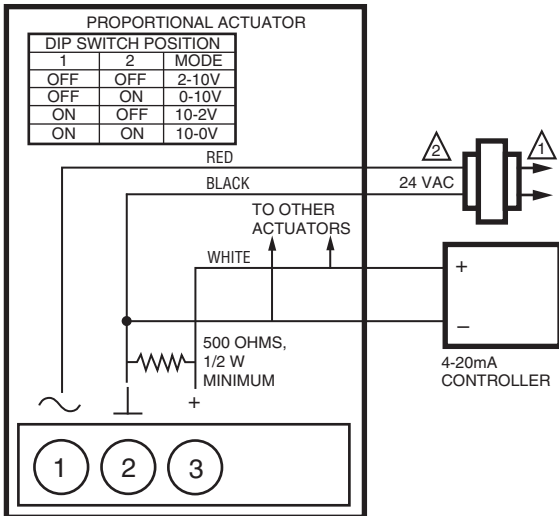 PROPORTIONAL ACTUATOR
DIP SWITCH POSITION
1 2 MODE
OFF OFF 2-10V
OFF ON 0-10V
ON OFF 10-2V
ON ON 10-0V
RED
2
1
BLACK
24 VAC
TO OTHER
ACTUATORS
WHITE
+
–
500 OHMS,
1/2 W
MINIMUM
4-20mA
CONTROLLER
+
1 2 3